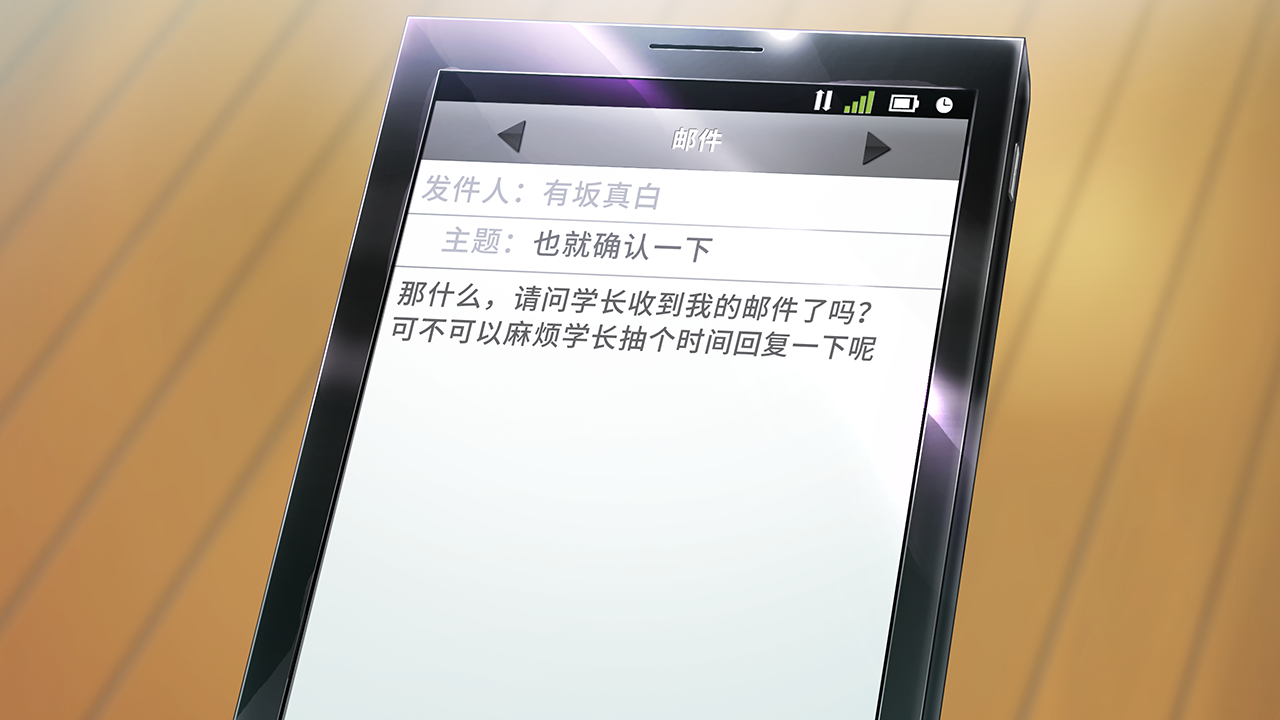 邮件
发件人：有坂真白
主题：也就确认一下
那什么，请问学长收到我的邮件了吗？
可不可以麻烦学长抽个时间回复一下呢